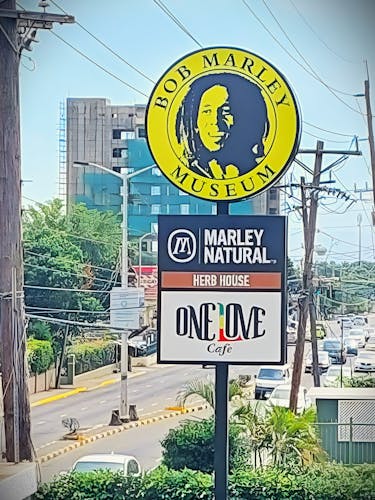 BOB MARLEY
MUSEUM
M
MARLEY
NATURAL
HERB HOUSE
ONE LOVE
Cafe